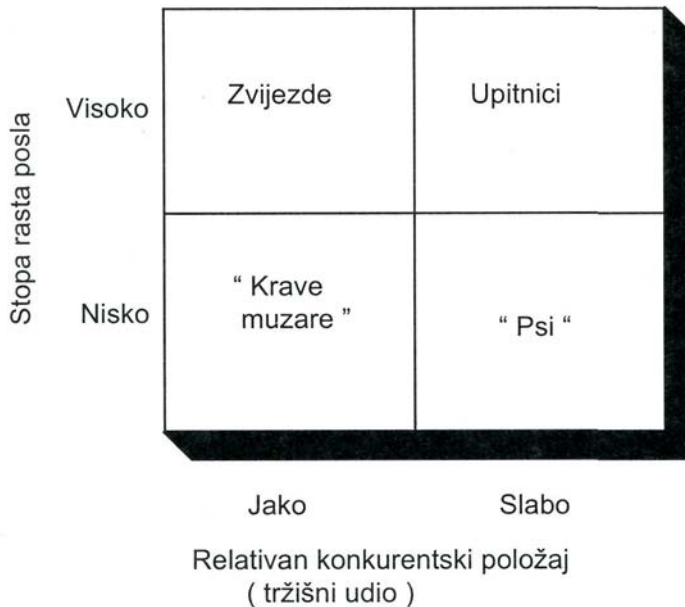 Stopa rasta posla
Visoko
Zvijezde
Upitnici
Nisko
“ Krave
muzare ”
“ Psi “
Jako
Slabo
Relativan konkurentski položaj
( tržišni udio )